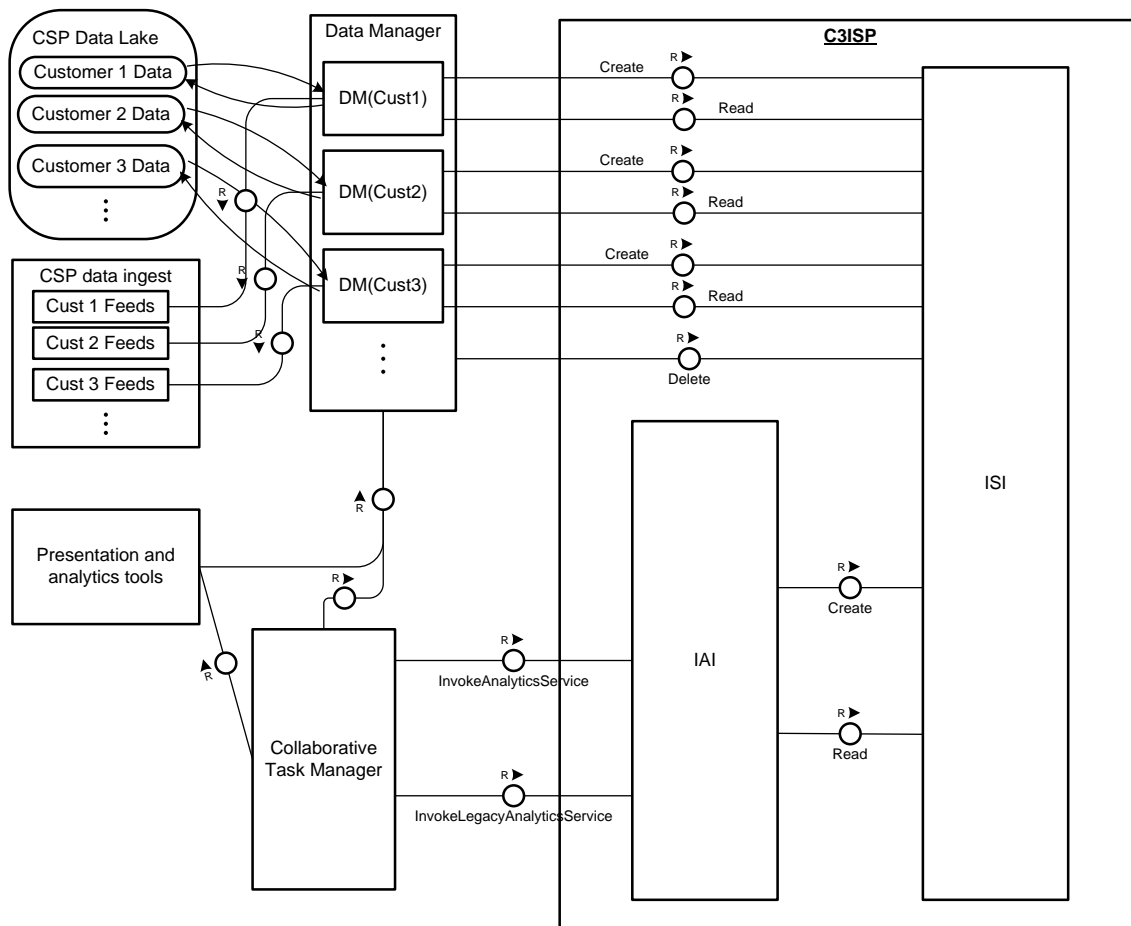 CSP Data Lake
Customer 1 Data
Customer 2 Data
Customer 3 Data
CSP data ingest
Cust 1 Feeds
Cust 2 Feeds
Cust 3 Feeds
R
R
R
Data Manager
DM(Cust1)
DM(Cust2)
DM(Cust3)
C3ISP
R
Create
R
Read
R
Create
R
Read
R
Create
R
Read
R
Delete
ISI
IAI
R
Create
R
Read
Presentation and
analytics tools
R
R
R
Collaborative
Task Manager
R
InvokeAnalyticsService
R
InvokeLegacyAnalyticsService